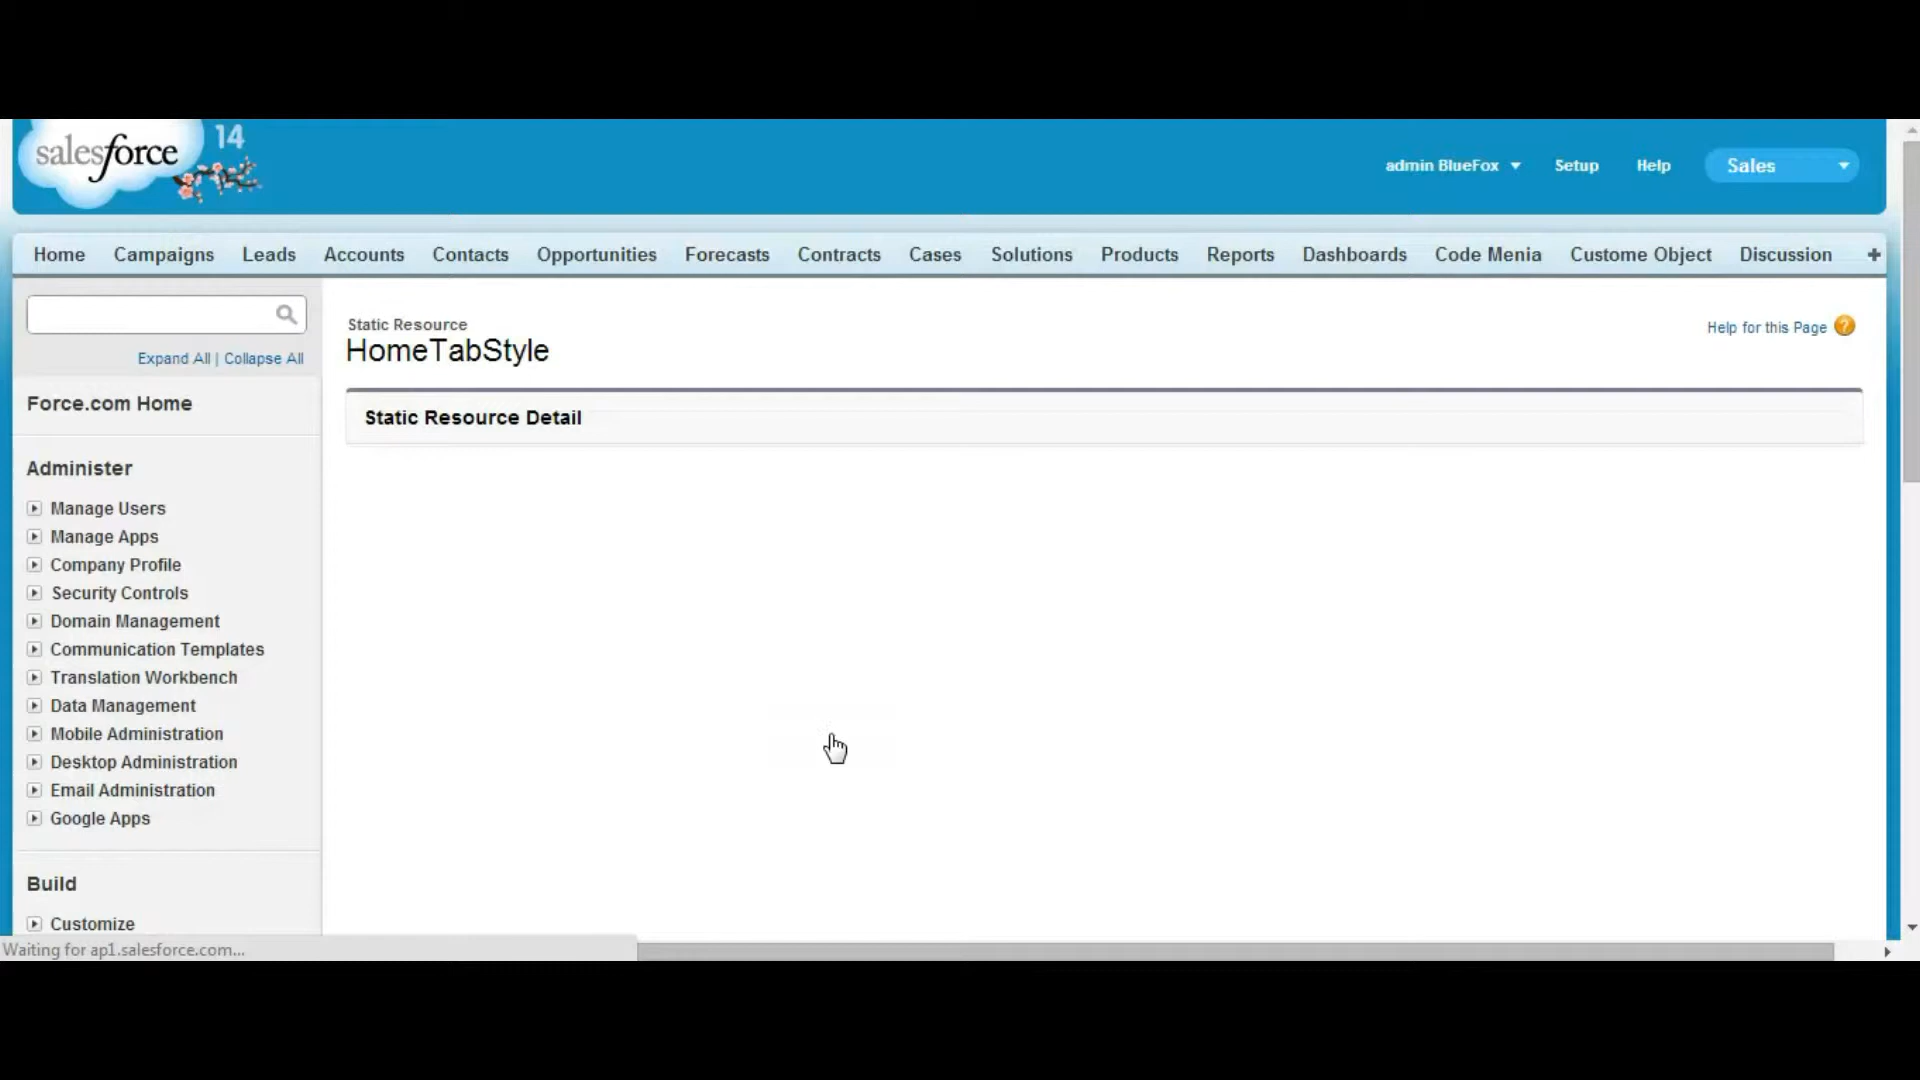 salesforce 14
admin BlueFox Setup Help Sales
Home Campaigns Leads Accounts Contacts Opportunities Forecasts Contracts Cases Solutions Products Reports Dashboards Code Menia Custome Object Discussion +
Expand All | Collapse All
Force.com Home
Administer
Manage Users
Manage Apps
Company Profile
Security Controls
Domain Management
Communication Templates
Translation Workbench
Data Management
Mobile Administration
Desktop Administration
Email Administration
Google Apps
Build
Customize
Static Resource
HomeTabStyle
Help for this Page ?
Static Resource Detail
Waiting for ap1.salesforce.com...